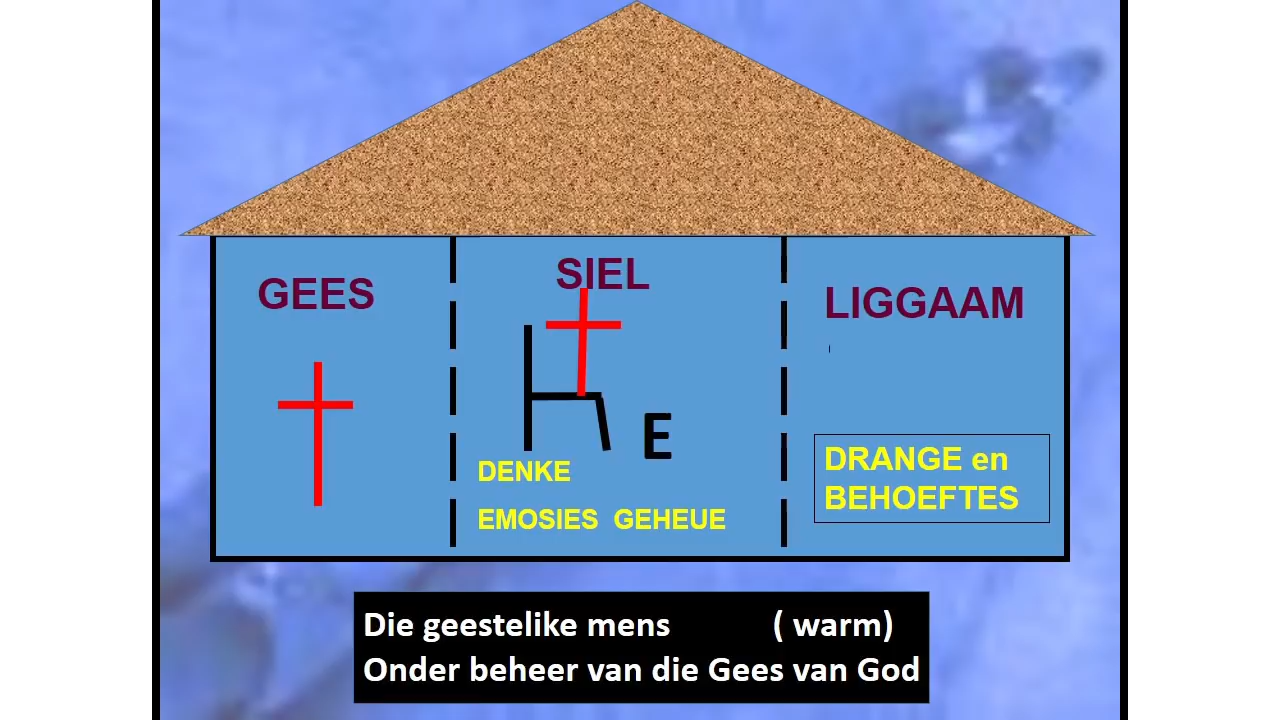 GEES
SIEL
LIGGAAM
E
DENKE
EMOSIES GEHEUE
DRANGE en
BEHOEFTES
Die geestelike mens ( warm)
Onder beheer van die Gees van God